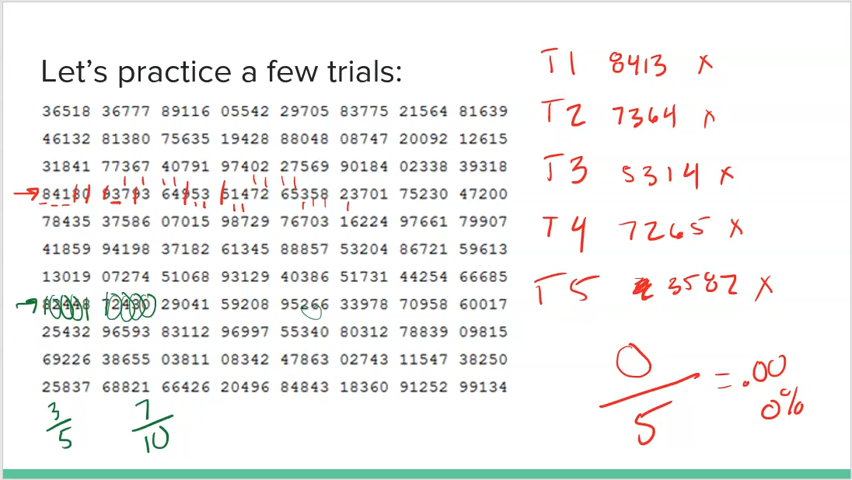 Let's practice a few trials:
36518 36777 89116 05542 29705 83775 21564 81639
46132 81380 75635 19428 88048 08747 20092 12615
31841 77367 40791 97402 27569 90184 02338 39318
84180 93793 64953 51472 65358 23701 75230 47200
78435 37586 07015 98729 76703 16224 97661 79907
41859 94198 37182 61345 88857 53204 86721 59613
13019 07274 51068 93129 40386 51731 44254 66685
82448 72430 29041 59208 95266 33978 70958 60017
25432 96593 83112 96997 55340 80312 78839 09815
69226 38655 03811 08342 47863 02743 11547 38250
25837 68821 66426 20496 84843 18360 91252 99134
3/5 7/10
T1 8413 x
T2 7364 x
T3 5314 x
T4 7265 x
T5 3582 x
0/5 = .00
0%